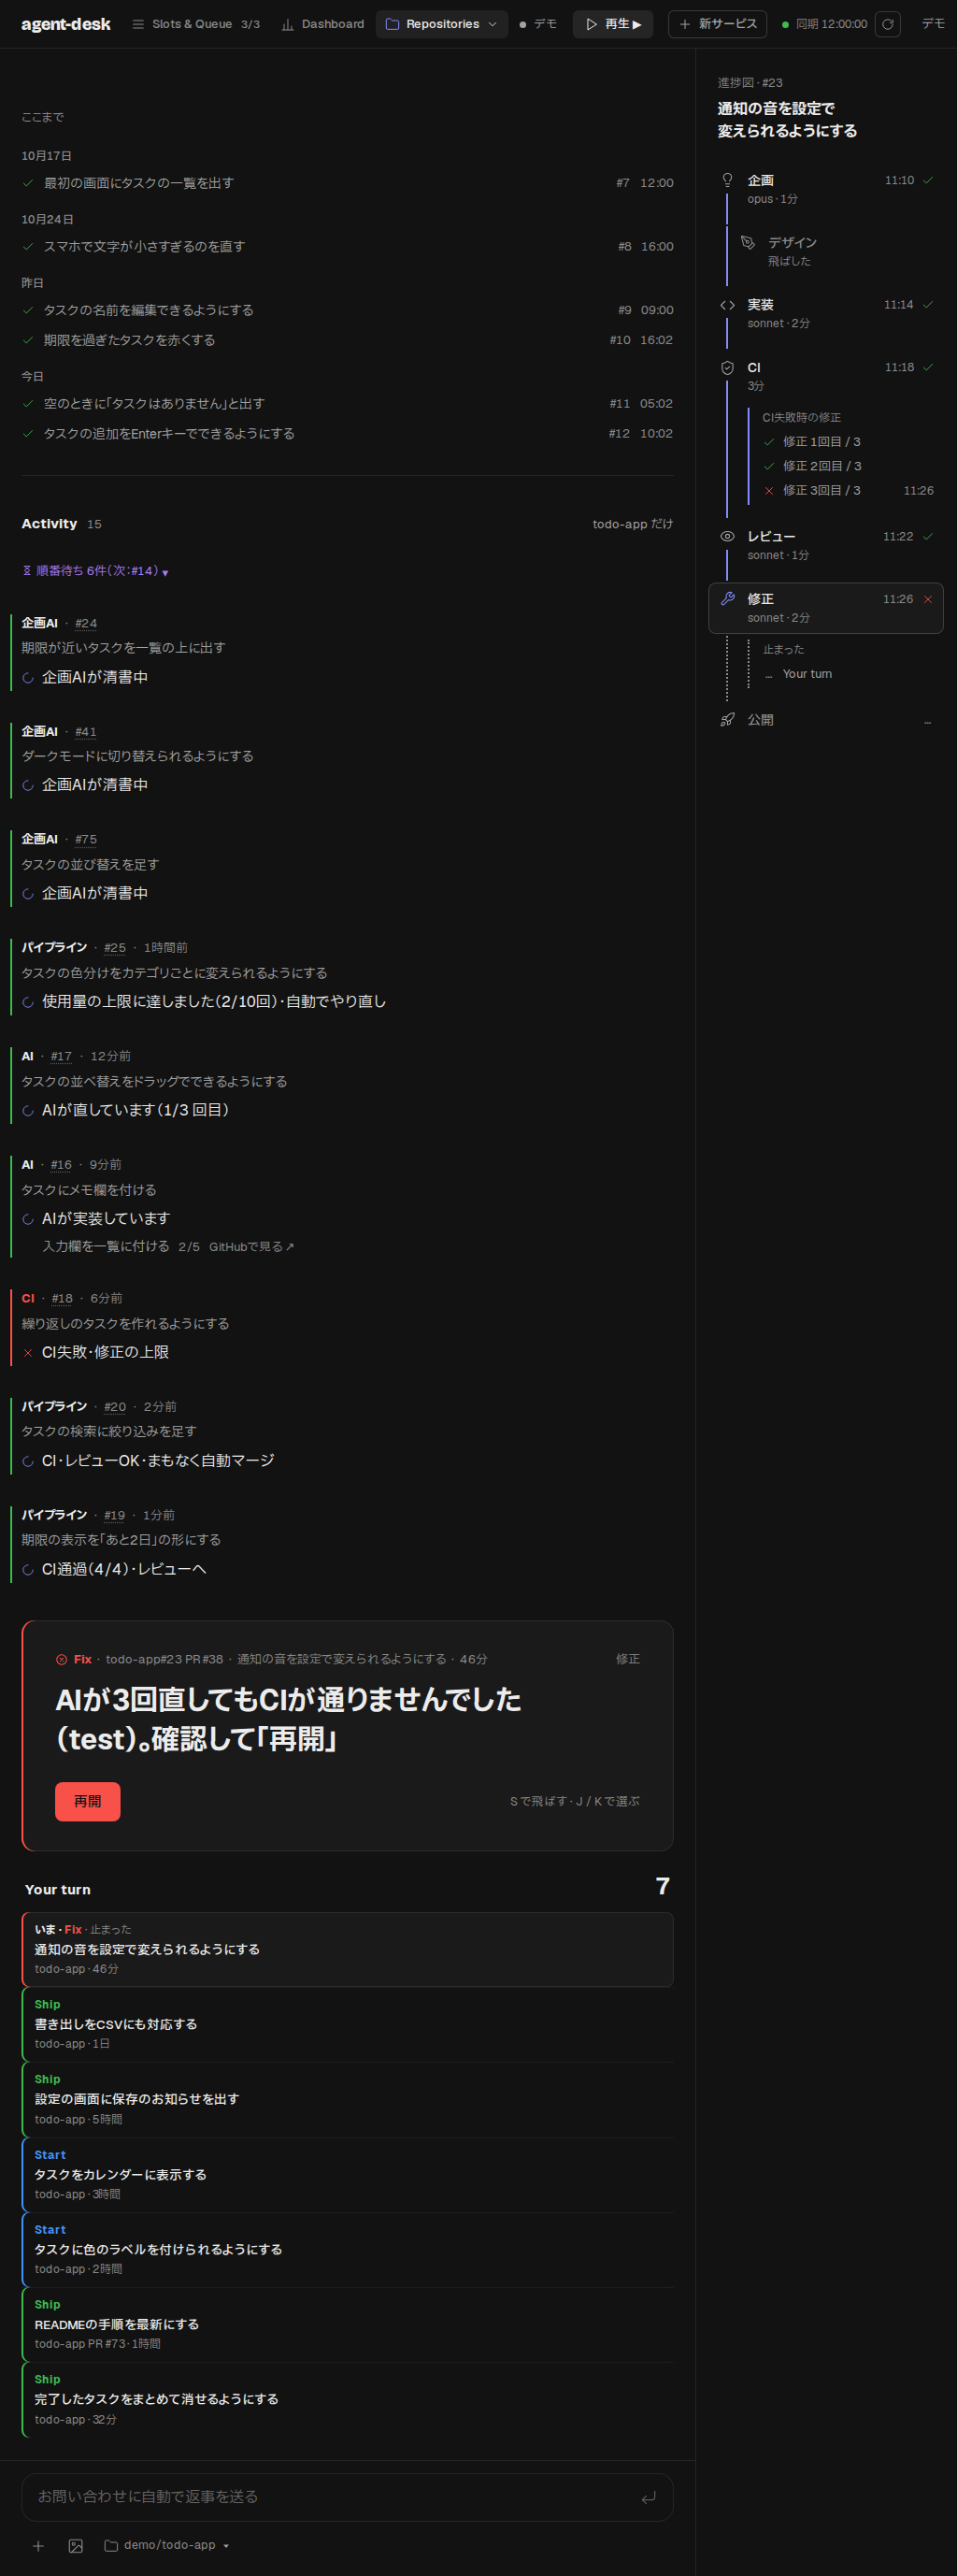 agent-desk Slots & Queue 3/3 Dashboard Repositories デモ 再生 ▶ 新サービス 同期 12:00:00 デモ
ここまで
10月17日
最初の画面にタスクの一覧を出す #7 12:00
10月24日
スマホで文字が小さすぎるのを直す #8 16:00
昨日
タスクの名前を編集できるようにする #9 09:00
期限を過ぎたタスクを赤くする #10 16:02
今日
空のときに「タスクはありません」と出す #11 05:02
タスクの追加をEnterキーでできるようにする #12 10:02
Activity 15 todo-app だけ
順番待ち 6件(次:#14) ▾
企画AI · #24
期限が近いタスクを一覧の上に出す
企画AIが清書中
企画AI · #41
ダークモードに切り替えられるようにする
企画AIが清書中
企画AI · #75
タスクの並び替えを足す
企画AIが清書中
パイプライン · #25 · 1時間前
タスクの色分けをカテゴリごとに変えられるようにする
使用量の上限に達しました(2/10回)·自動でやり直し
AI · #17 · 12分前
タスクの並べ替えをドラッグでできるようにする
AIが直しています(1/3 回目)
AI · #16 · 9分前
タスクにメモ欄を付ける
AIが実装しています
入力欄を一覧に付ける 2/5 GitHubで見る ↗
CI · #18 · 6分前
繰り返しのタスクを作れるようにする
CI失敗·修正の上限
パイプライン · #20 · 2分前
タスクの検索に絞り込みを足す
CI·レビューOK·まもなく自動マージ
パイプライン · #19 · 1分前
期限の表示を「あと2日」の形にする
CI通過(4/4)·レビューへ
Fix · todo-app#23 PR #38 · 通知の音を設定で変えられるようにする · 46分 修正
AIが3回直してもCIが通りませんでした
(test)。確認して「再開」
再開 S で飛ばす · J / K で選ぶ
Your turn 7
いま · Fix · 止まった
通知の音を設定で変えられるようにする
todo-app · 46分
Ship
書き出しをCSVにも対応する
todo-app · 1日
Ship
設定の画面に保存のお知らせを出す
todo-app · 5時間
Start
タスクをカレンダーに表示する
todo-app · 3時間
Start
タスクに色のラベルを付けられるようにする
todo-app · 2時間
Ship
READMEの手順を最新にする
todo-app PR #73 · 1時間
Ship
完了したタスクをまとめて消せるようにする
todo-app · 32分
お問い合わせに自動で返事を送る
demo/todo-app ▾
進捗図 · #23
通知の音を設定で
変えられるようにする
企画 11:10
opus · 1分
デザイン
飛ばした
実装 11:14
sonnet · 2分
CI 11:18
3分
CI失敗時の修正
修正 1回目 / 3
修正 2回目 / 3
修正 3回目 / 3 11:26
レビュー 11:22
sonnet · 1分
修正 11:26
sonnet · 2分
止まった
… Your turn
公開 …